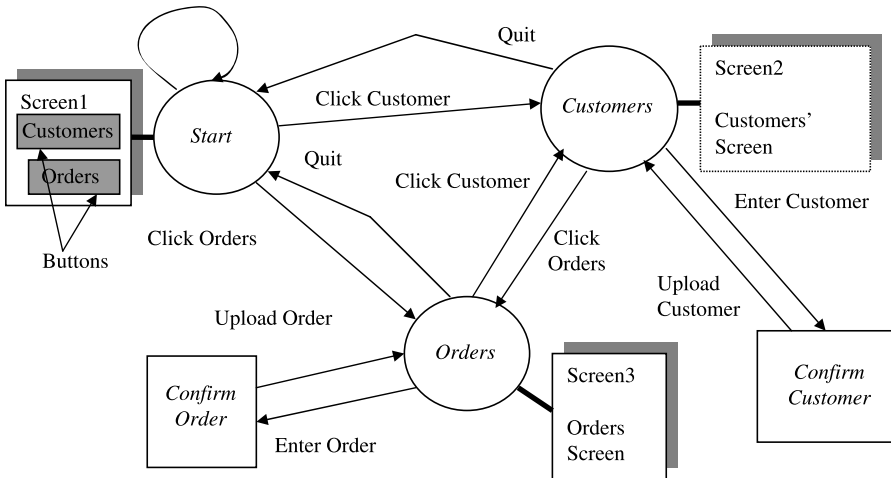 Quit
Screen1
Customers
Orders
Buttons
Start
Click Customer
Customers
Screen2
Customers’
Screen
Quit
Click Customer
Enter Customer
Click Orders
Click
Orders
Upload
Customer
Upload Order
Orders
Confirm
Order
Enter Order
Screen3
Orders
Screen
Confirm
Customer